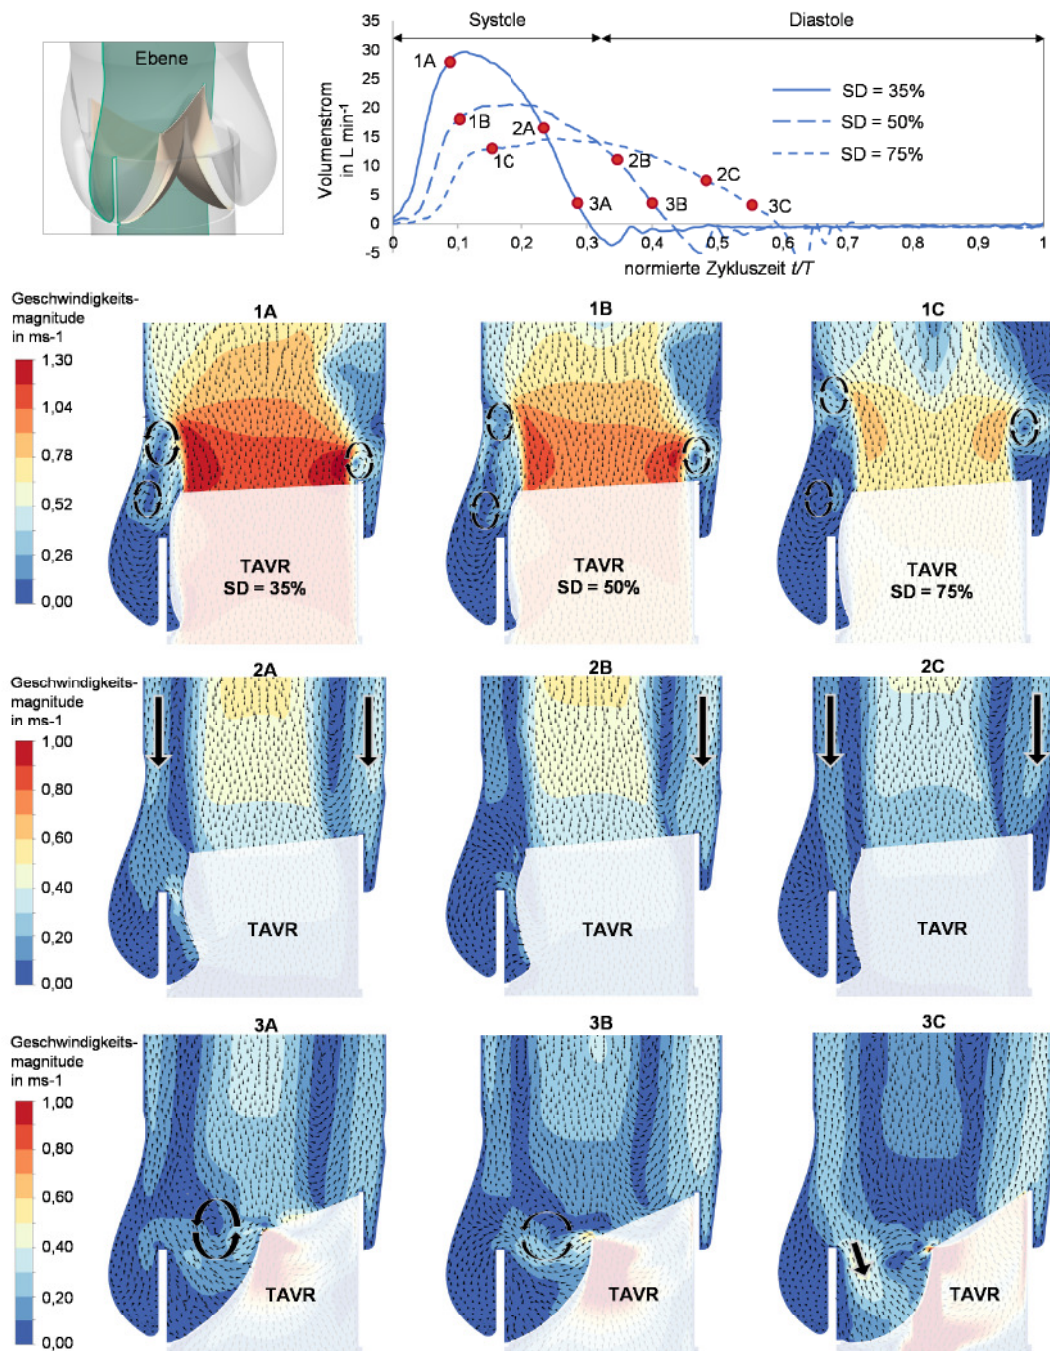 Ebene
Systole
Diastole
Volumenstrom
in L min-1
35
30
25
20
15
10
5
0
-5
1A
1B
1C
2A
2B
2C
3A
3B
3C
SD = 35%
SD = 50%
SD = 75%
0
0,1
0,2
0,3
0,4
0,5
0,6
0,7
0,8
0,9
1
normierte Zykluszeit t/T
Geschwindigkeits-
magnitude
in ms-1
1,30
1,04
0,78
0,52
0,26
0,00
1A
TAVR
SD = 35%
1B
TAVR
SD = 50%
1C
TAVR
SD = 75%
Geschwindigkeits-
magnitude
in ms-1
1,00
0,80
0,60
0,40
0,20
0,00
2A
TAVR
2B
TAVR
2C
TAVR
Geschwindigkeits-
magnitude
in ms-1
1,00
0,80
0,60
0,40
0,20
0,00
3A
TAVR
3B
TAVR
3C
TAVR